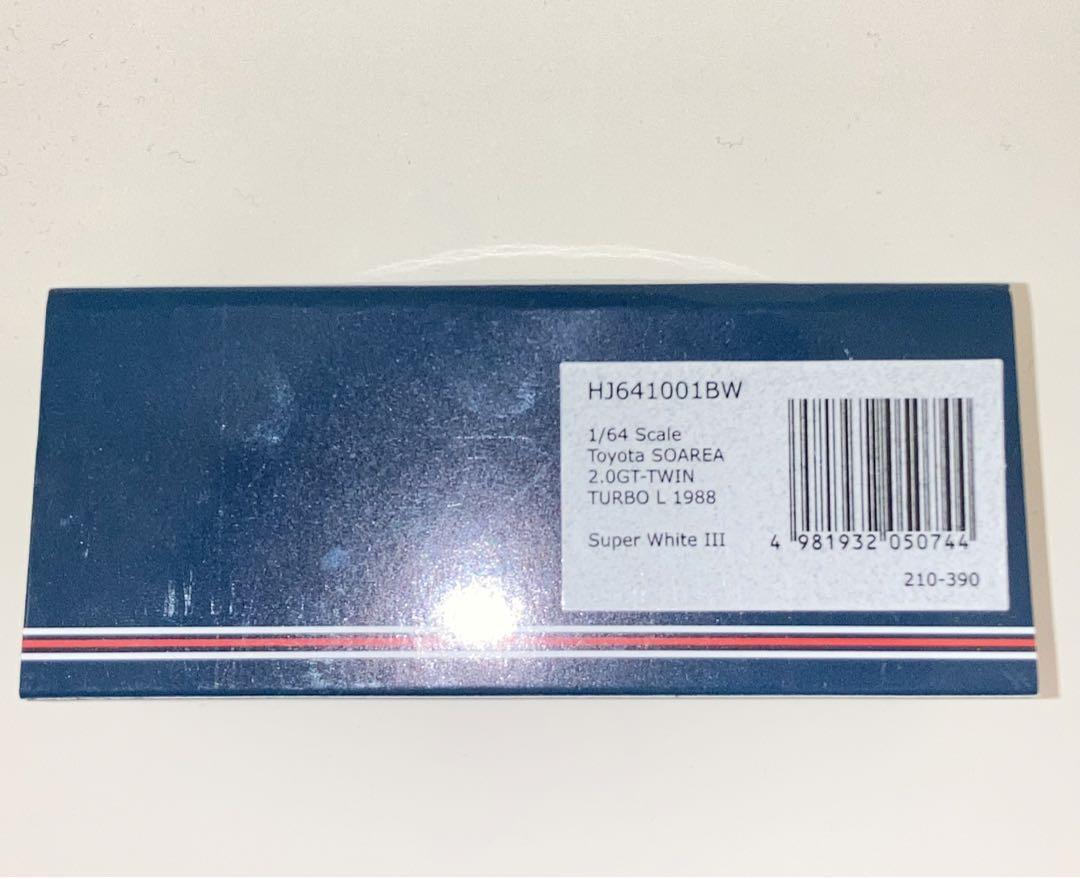 HJ641001BW
1/64 Scale
Toyota SOAREA
2.0GT-TWIN
TURBO L 1988
Super White III
4 981932 050744
210-390